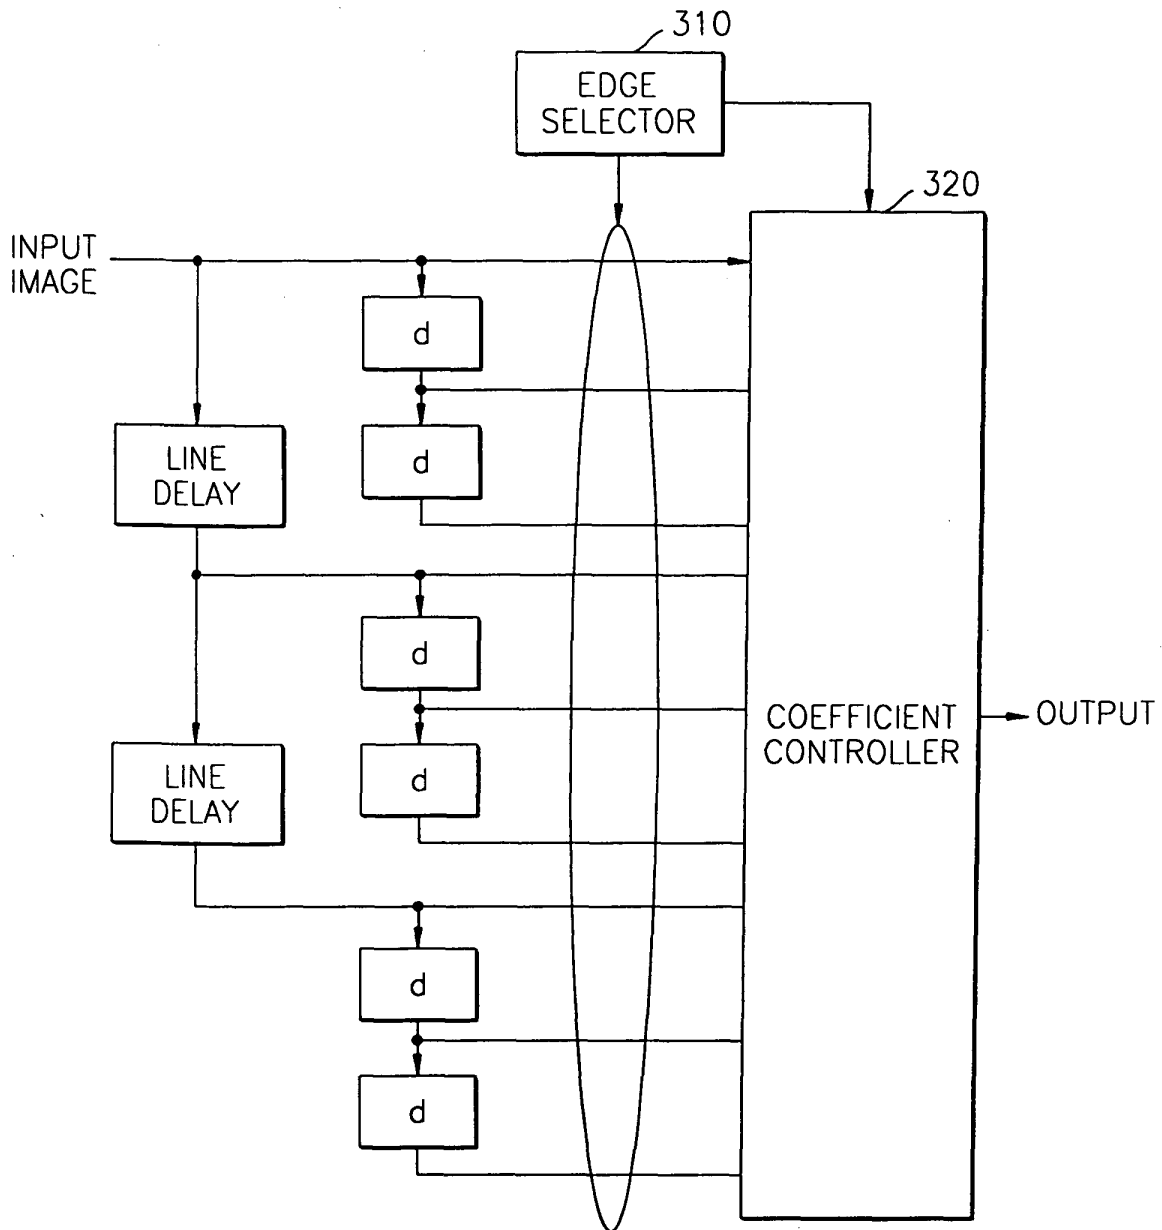 310
EDGE
SELECTOR
320
INPUT
IMAGE
d
d
LINE
DELAY
d
COEFFICIENT
CONTROLLER
OUTPUT
d
LINE
DELAY
d
d